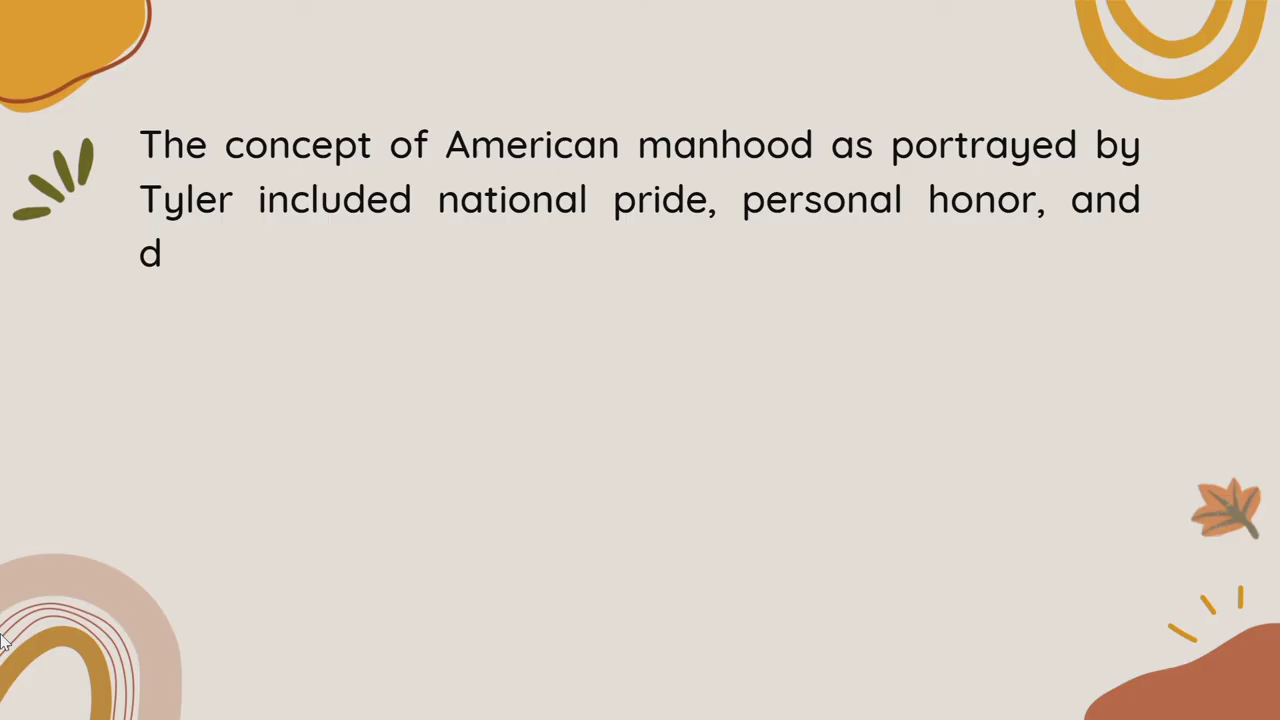 The concept of American manhood as portrayed by
Tyler included national pride, personal honor, and
d